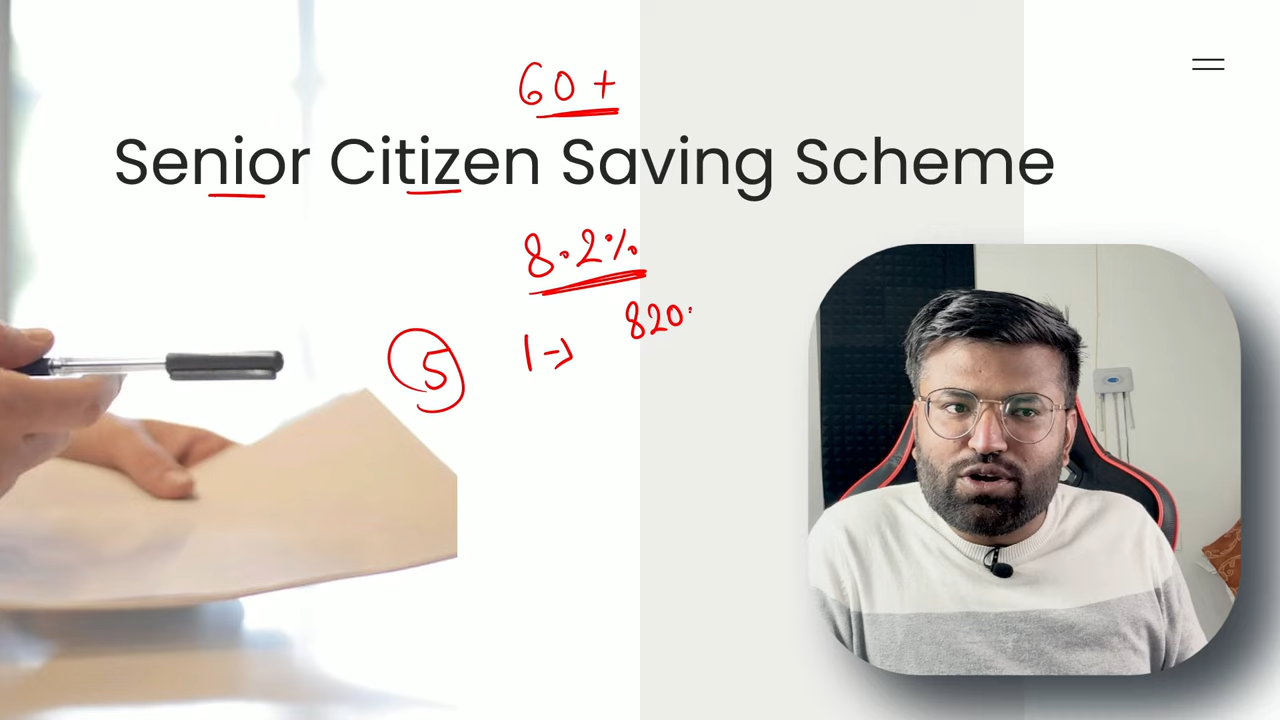 60+
Senior Citizen Saving Scheme
8.2%
820.
5 1 →